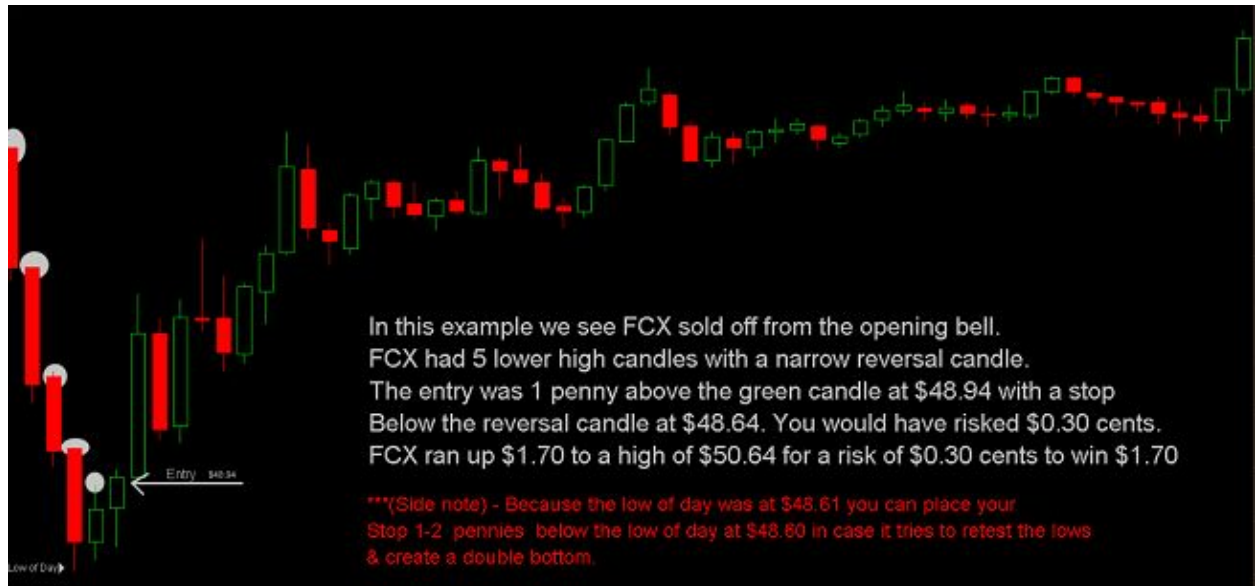 In this example we see FCX sold off from the opening bell.
FCX had 5 lower high candles with a narrow reversal candle.
The entry was 1 penny above the green candle at $48.94 with a stop
Below the reversal candle at $48.64. You would have risked $0.30 cents.
Entry $48.94
FCX ran up $1.70 to a high of $50.64 for a risk of $0.30 cents to win $1.70
***(Side note) - Because the low of day was at $48.61 you can place your
Stop 1-2 pennies below the low of day at $48.60 in case it tries to retest the lows
& create a double bottom.
Low of Day